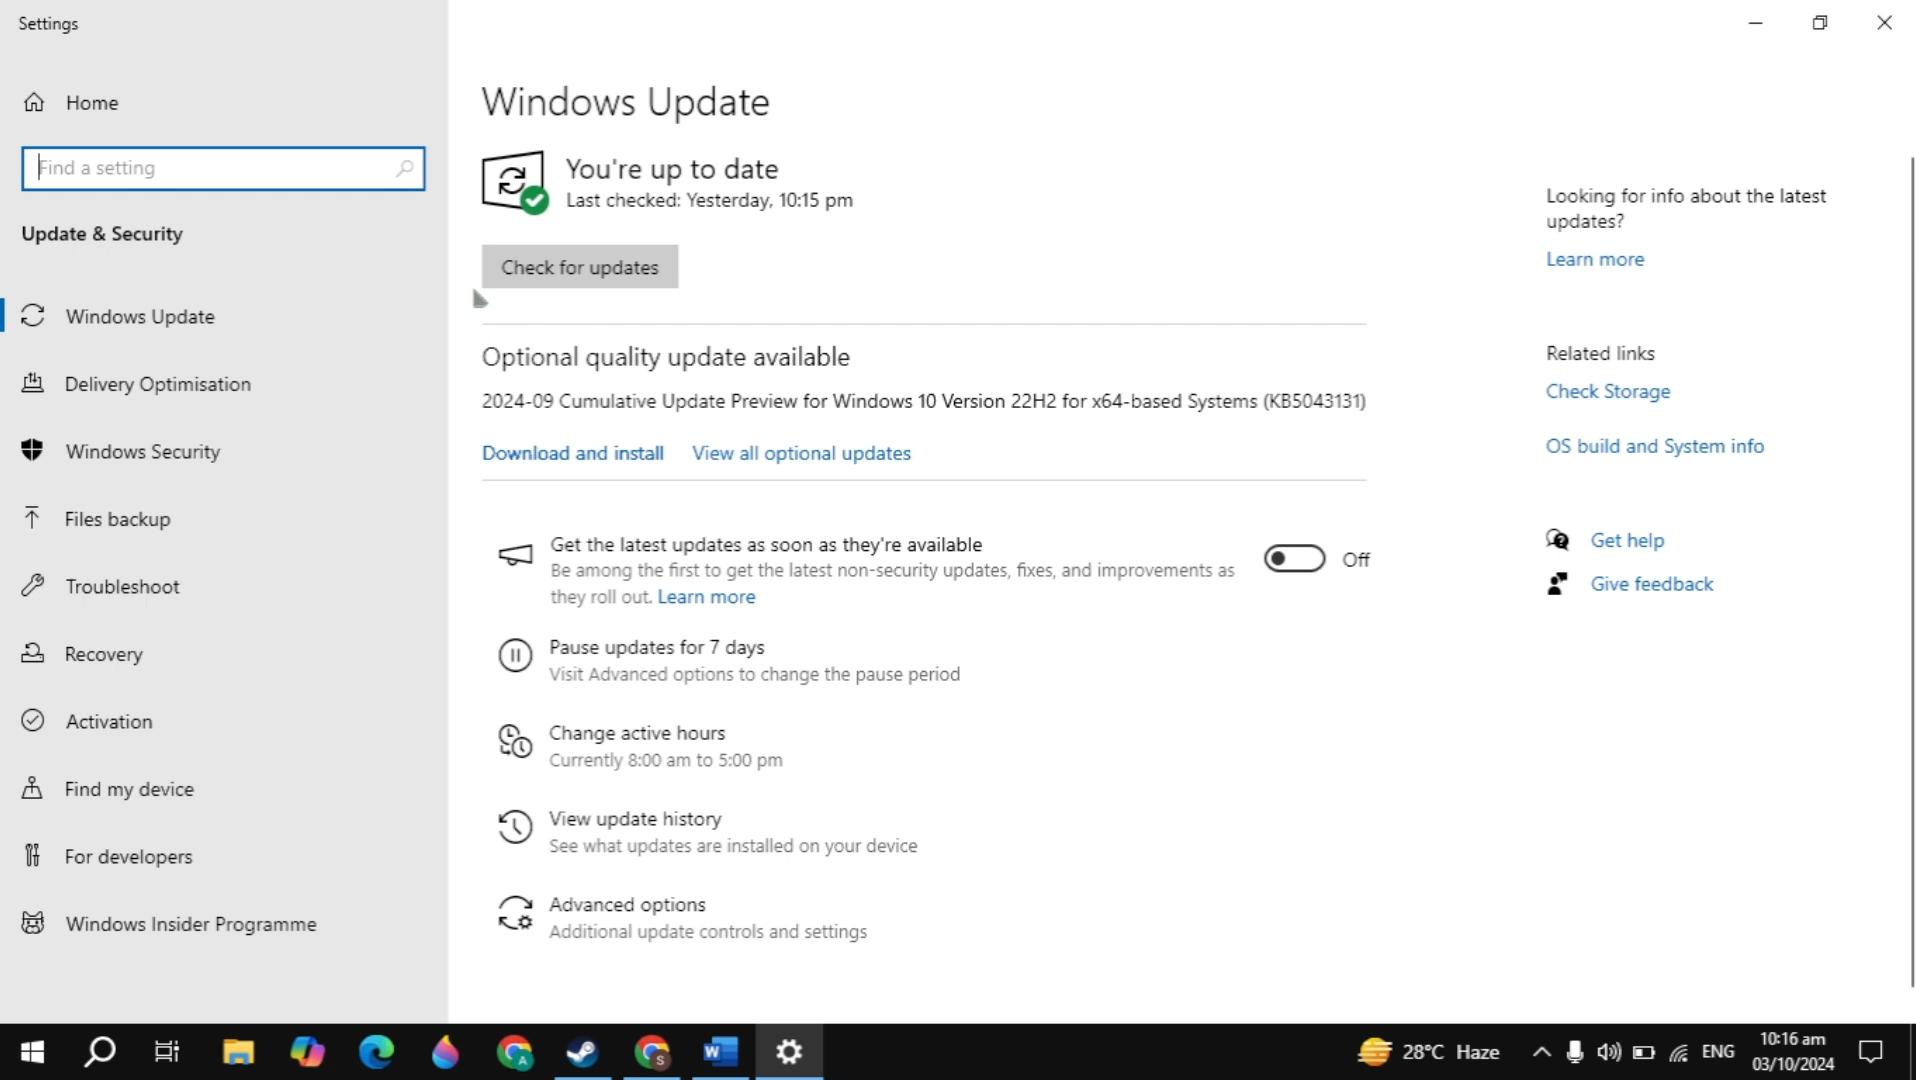 Settings
Home
Find a setting
Update & Security
Windows Update
Delivery Optimisation
Windows Security
Files backup
Troubleshoot
Recovery
Activation
Find my device
For developers
Windows Insider Programme
Windows Update
You're up to date
Last checked: Yesterday, 10:15 pm
Check for updates
Optional quality update available
2024-09 Cumulative Update Preview for Windows 10 Version 22H2 for x64-based Systems (KB5043131)
Download and install View all optional updates
Get the latest updates as soon as they're available
Be among the first to get the latest non-security updates, fixes, and improvements as
they roll out. Learn more
Off
Pause updates for 7 days
Visit Advanced options to change the pause period
Change active hours
Currently 8:00 am to 5:00 pm
View update history
See what updates are installed on your device
Advanced options
Additional update controls and settings
Looking for info about the latest
updates?
Learn more
Related links
Check Storage
OS build and System info
Get help
Give feedback
A
S
W
28°C Haze
ENG
10:16 am
03/10/2024